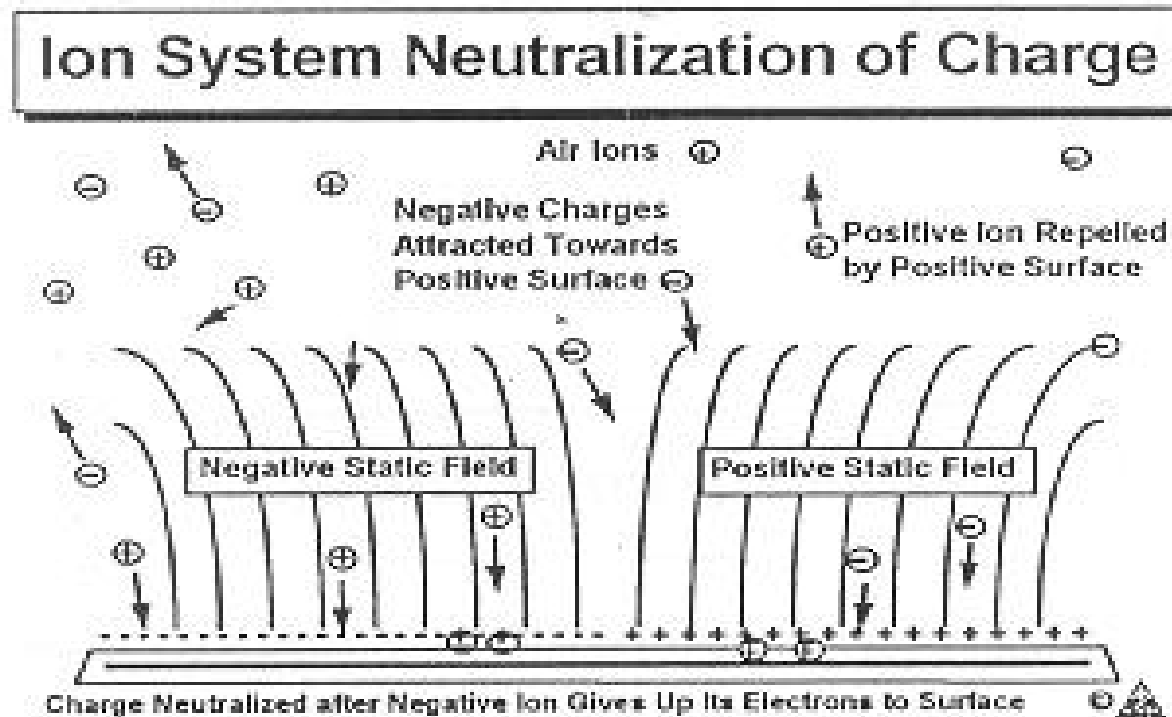 Ion System Neutralization of Charge
Air Ions
Negative Charges
Attracted Towards
Positive Surface
Positive Ion Repelled
by Positive Surface
Negative Static Field
Positive Static Field
Charge Neutralized after Negative Ion Gives Up Its Electrons to Surface ©